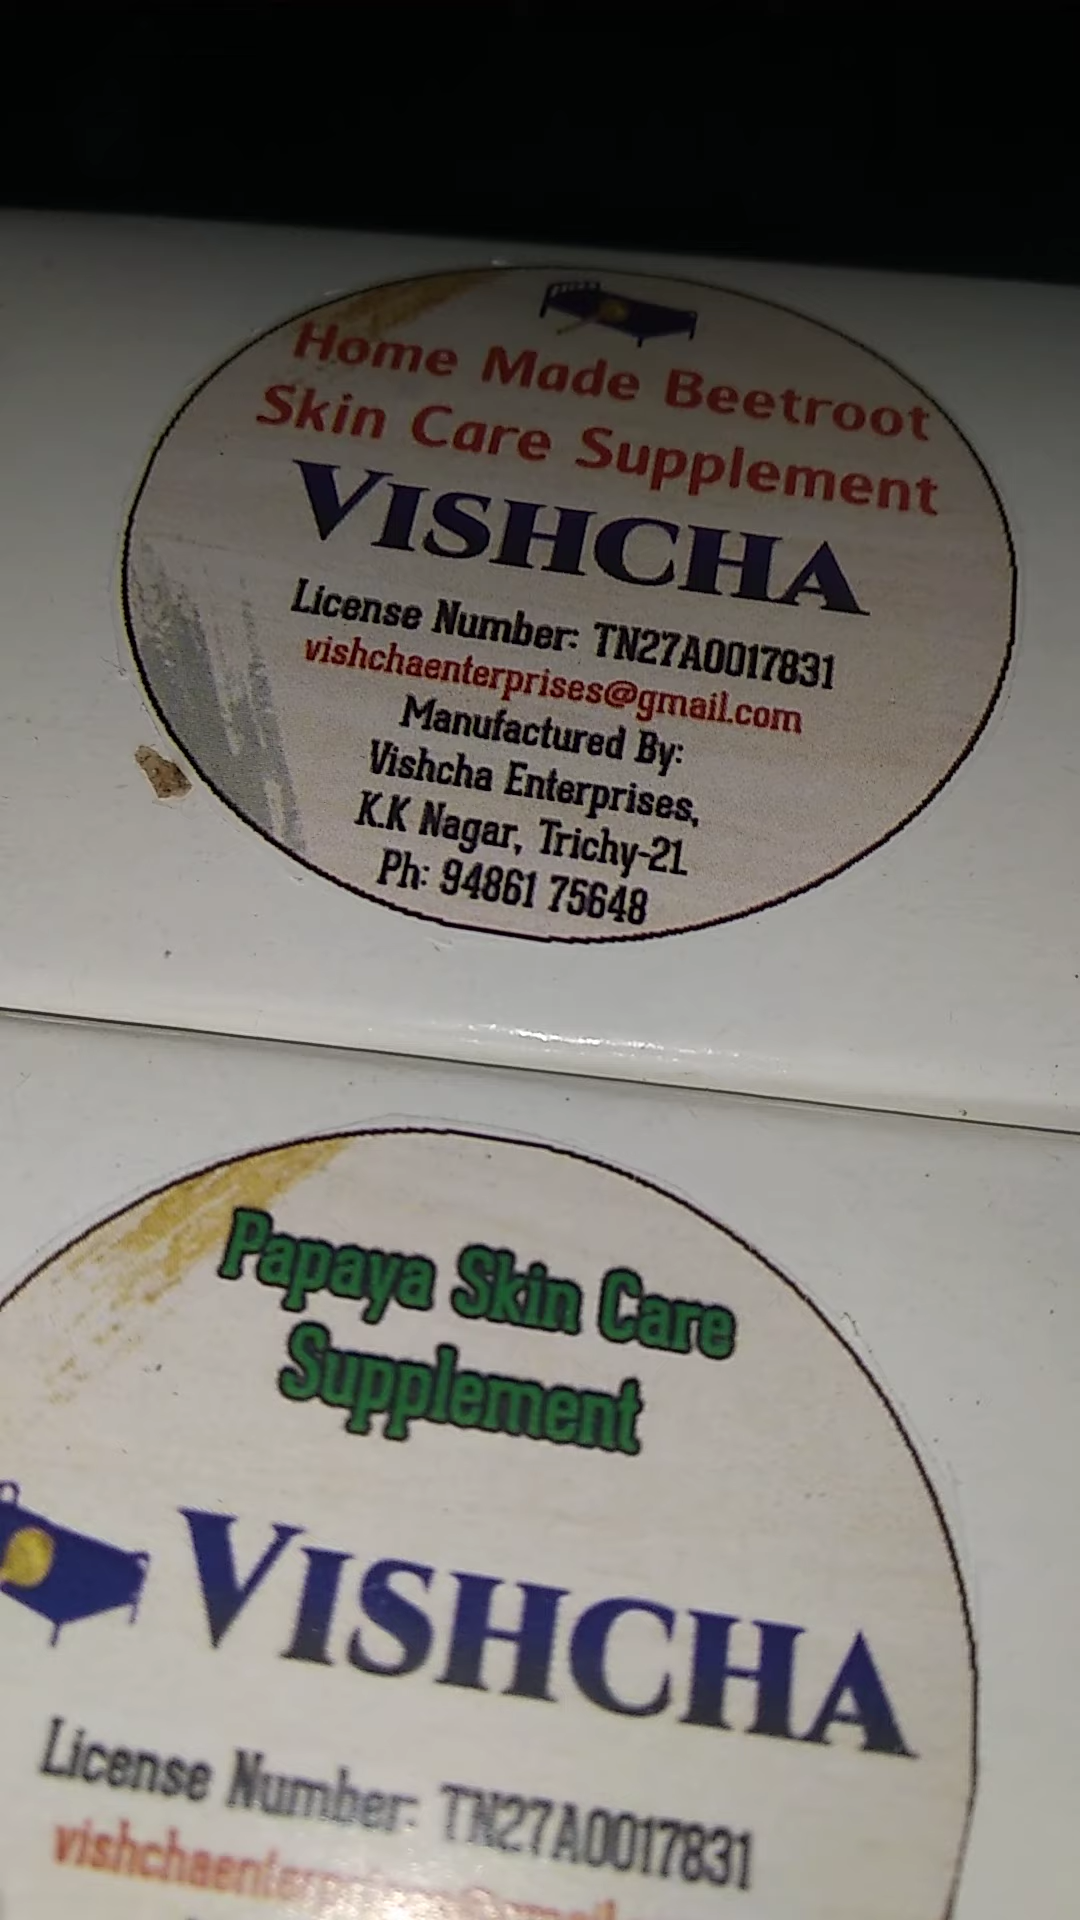 Home Made Beetroot
Skin Care Supplement
VISHCHA
License Number: TN27A0017831
vishchaenterprises@gmail.com
Manufactured By:
Vishcha Enterprises,
K.K Nagar, Trichy-21.
Ph: 94861 75648
Papaya Skin Care
Supplement
VISHCHA
License Number: TN27A0017831